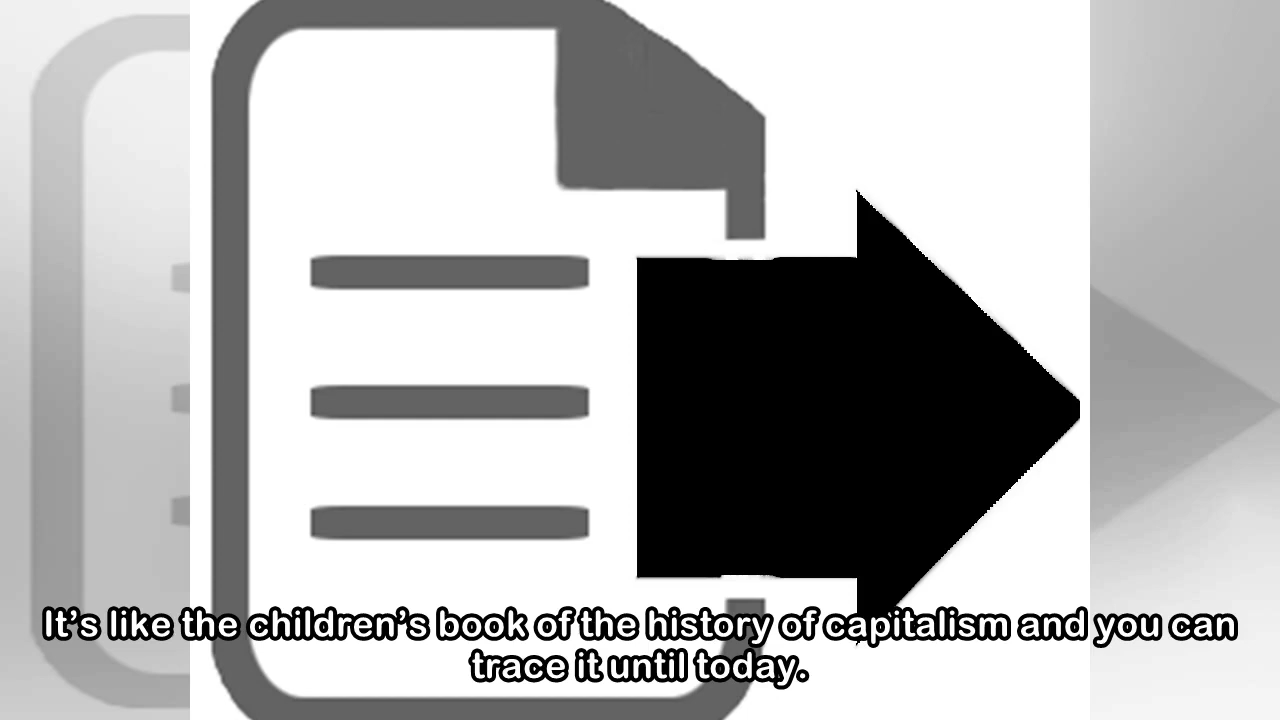 It’s like the children’s book of the history of capitalism and you can
trace it until today.